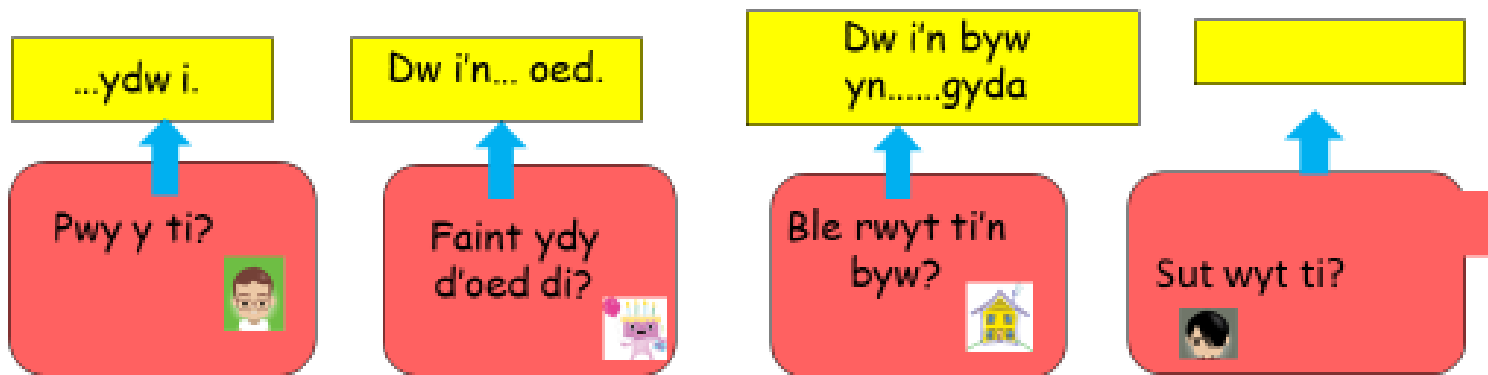 ...ydw i.
Dw i'n... oed.
Dw i'n byw
yn......gyda
Pwy y ti?
Faint ydy
d'oed di?
Ble rwyt ti'n
byw?
Sut wyt ti?